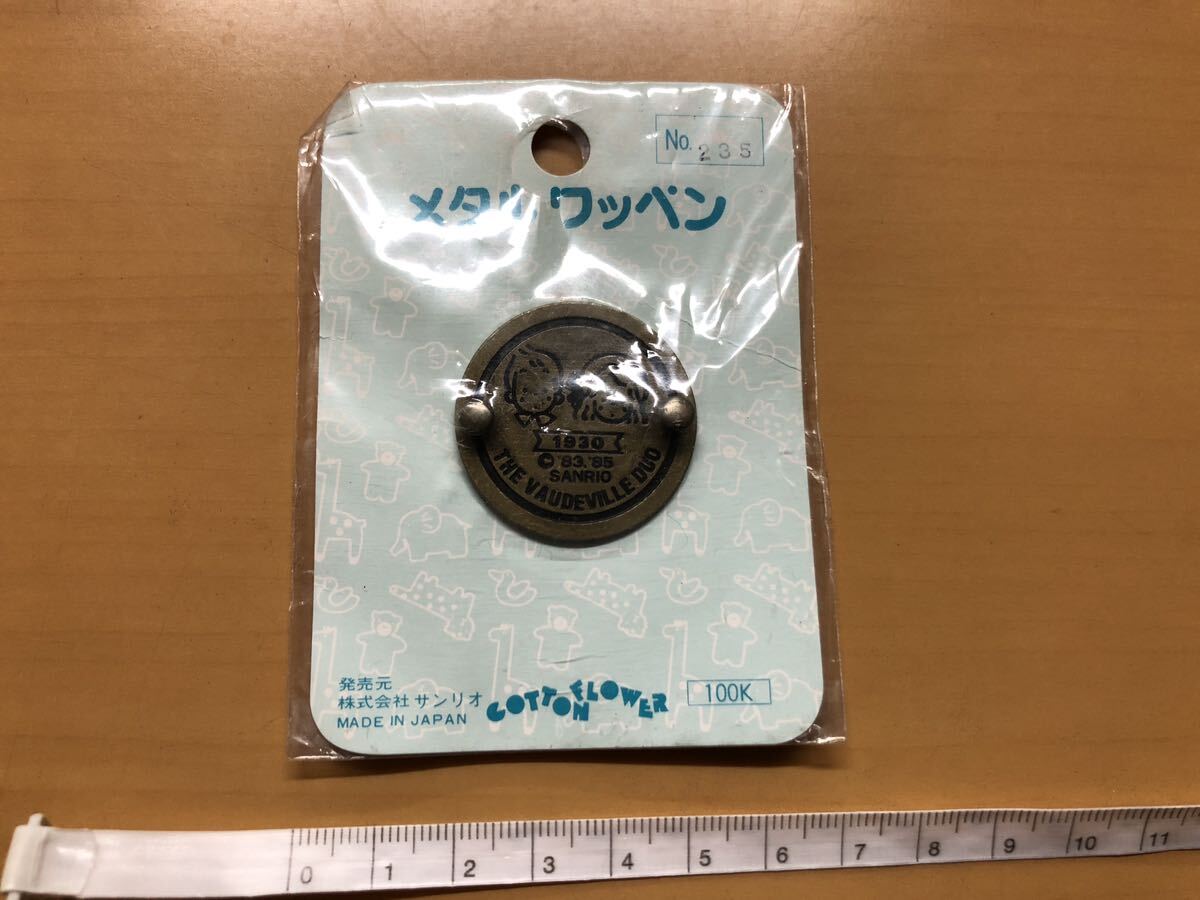 No. 235
メタル ワッペン
1930
© '83, '85
SANRIO
THE VAUDEVILLE DUO
発売元
株式会社 サンリオ
MADE IN JAPAN
COTTON FLOWER
100K
0 1 2 3 4 5 6 7 8 9 10 11